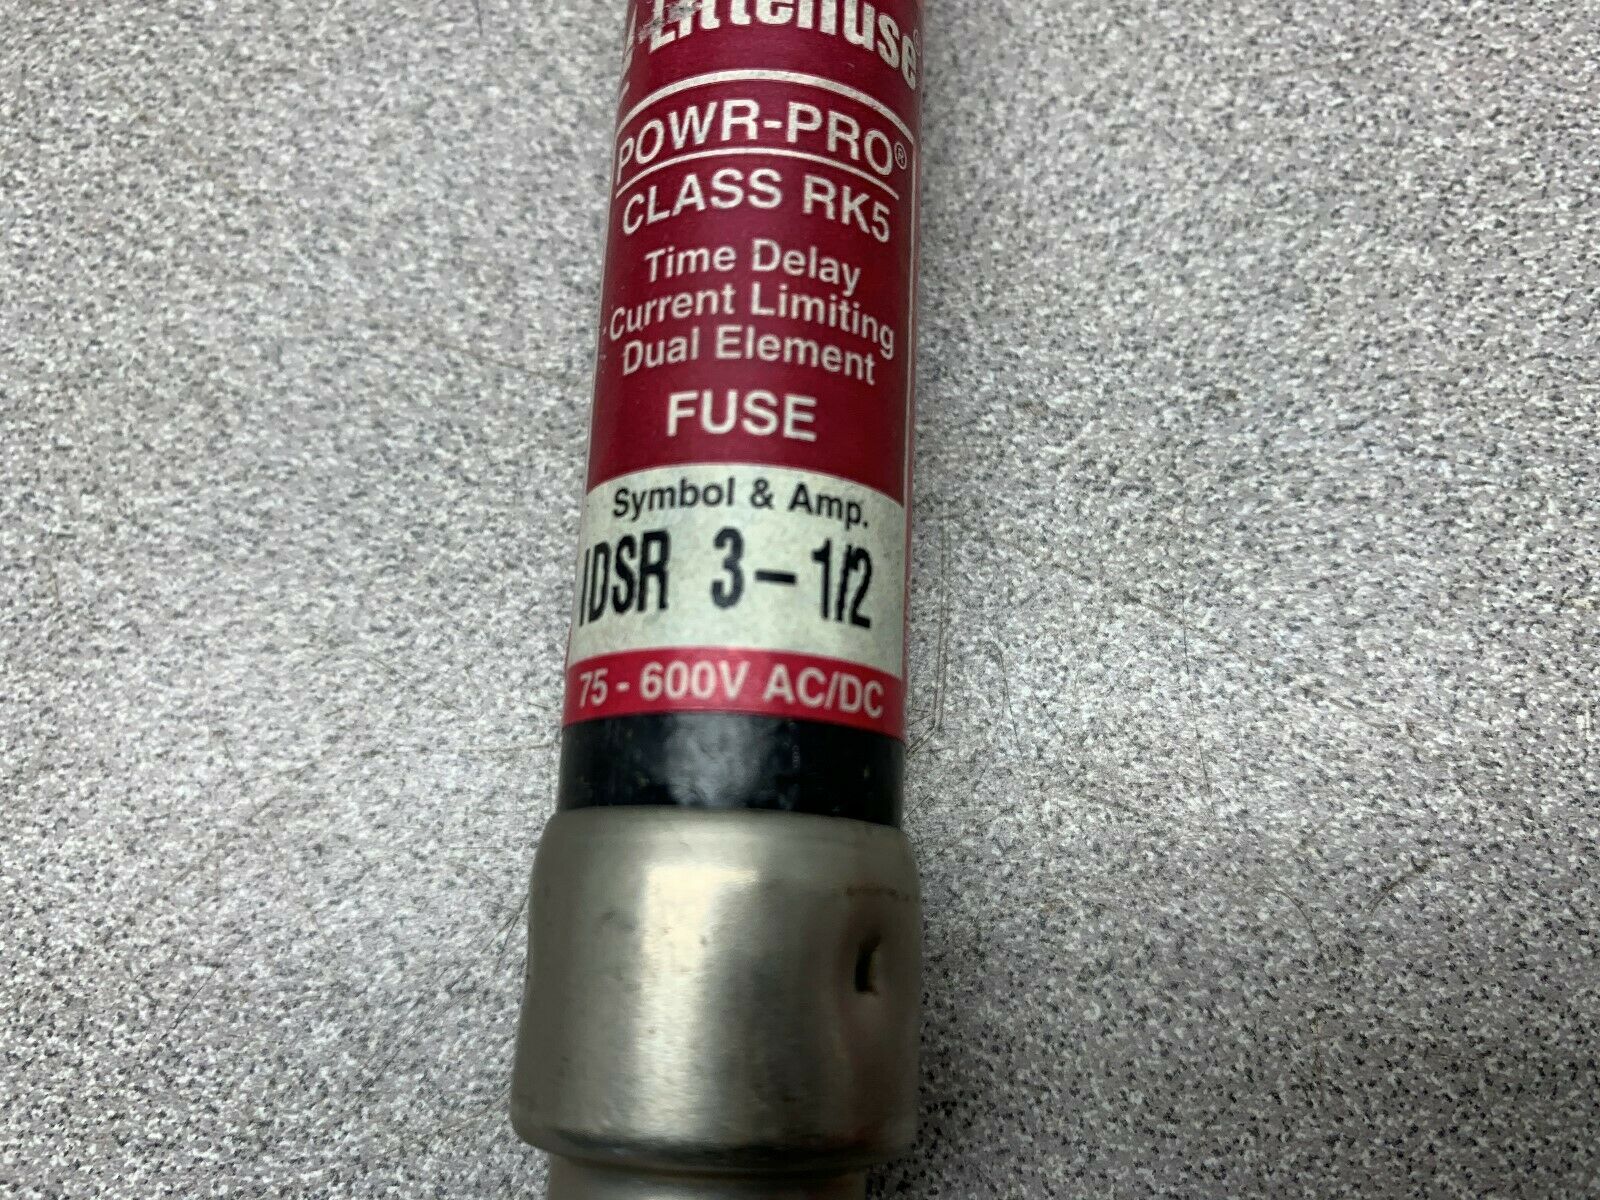 Littelfuse
POWR-PRO®
CLASS RK5
Time Delay
Current Limiting
Dual Element
FUSE
Symbol & Amp.
IDSR 3-1/2
75 - 600V AC/DC